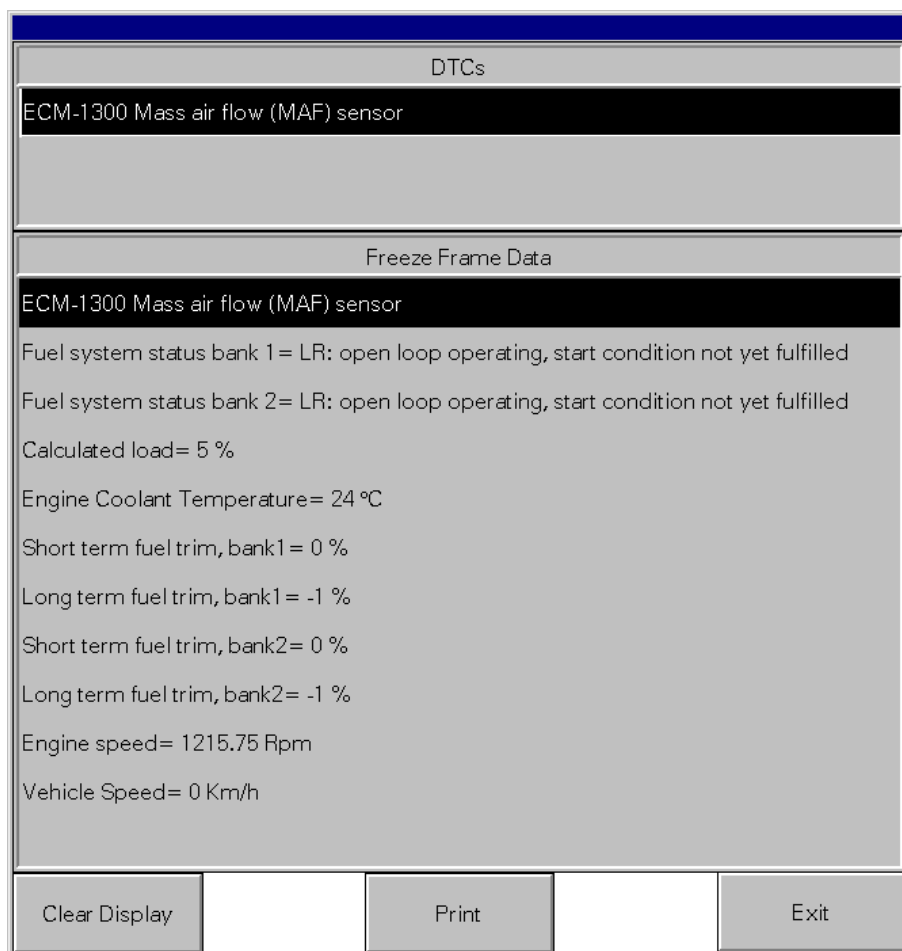 DTCs
ECM-1300 Mass air flow (MAF) sensor
Freeze Frame Data
ECM-1300 Mass air flow (MAF) sensor
Fuel system status bank 1= LR: open loop operating, start condition not yet fulfilled
Fuel system status bank 2= LR: open loop operating, start condition not yet fulfilled
Calculated load= 5 %
Engine Coolant Temperature= 24 ºC
Short term fuel trim, bank1= 0 %
Long term fuel trim, bank1= -1 %
Short term fuel trim, bank2= 0 %
Long term fuel trim, bank2= -1 %
Engine speed= 1215.75 Rpm
Vehicle Speed= 0 Km/h
Clear Display
Print
Exit